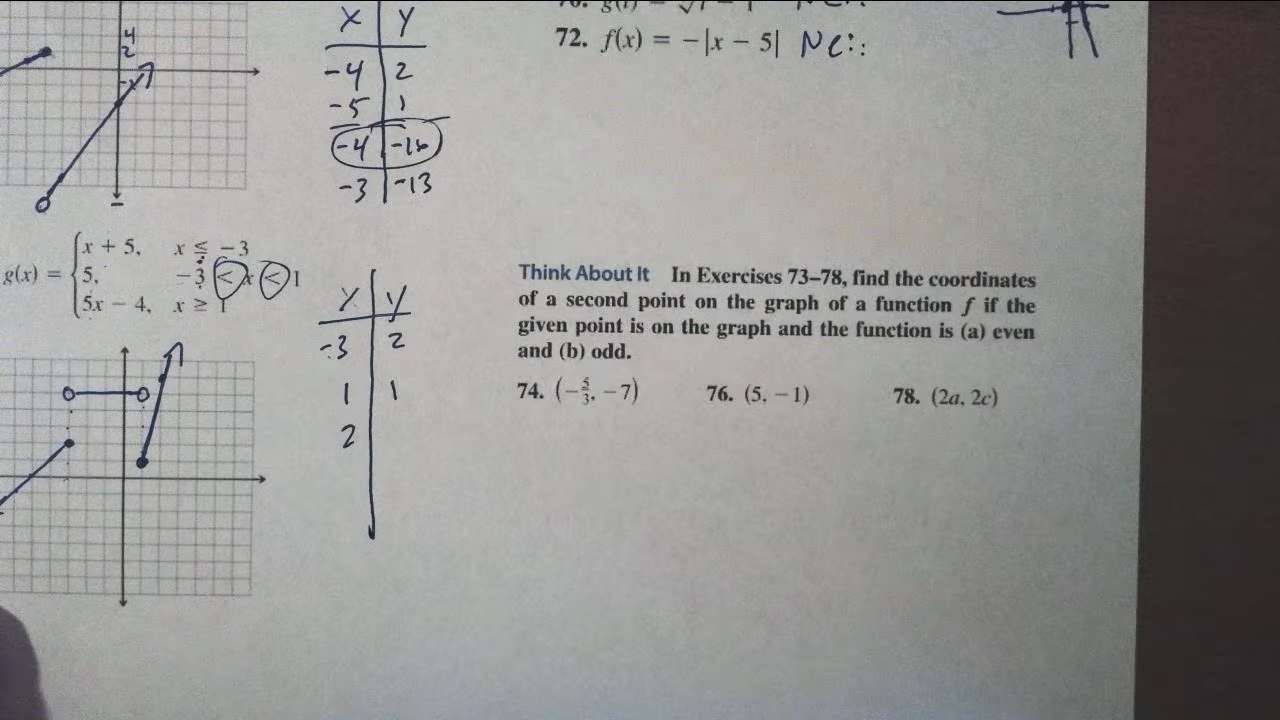 4
2
X Y
-4 2
-5 1
-4 -16
-3 -13
72. f(x) = −|x − 5|
g(x) = { x + 5, x ≤ −3
5, −3 < x < 1
5x − 4, x ≥ 1
X Y
-3 2
1 1
2
Think About It In Exercises 73–78, find the coordinates
of a second point on the graph of a function f if the
given point is on the graph and the function is (a) even
and (b) odd.
74. (−5/3, −7) 76. (5, −1) 78. (2a, 2c)